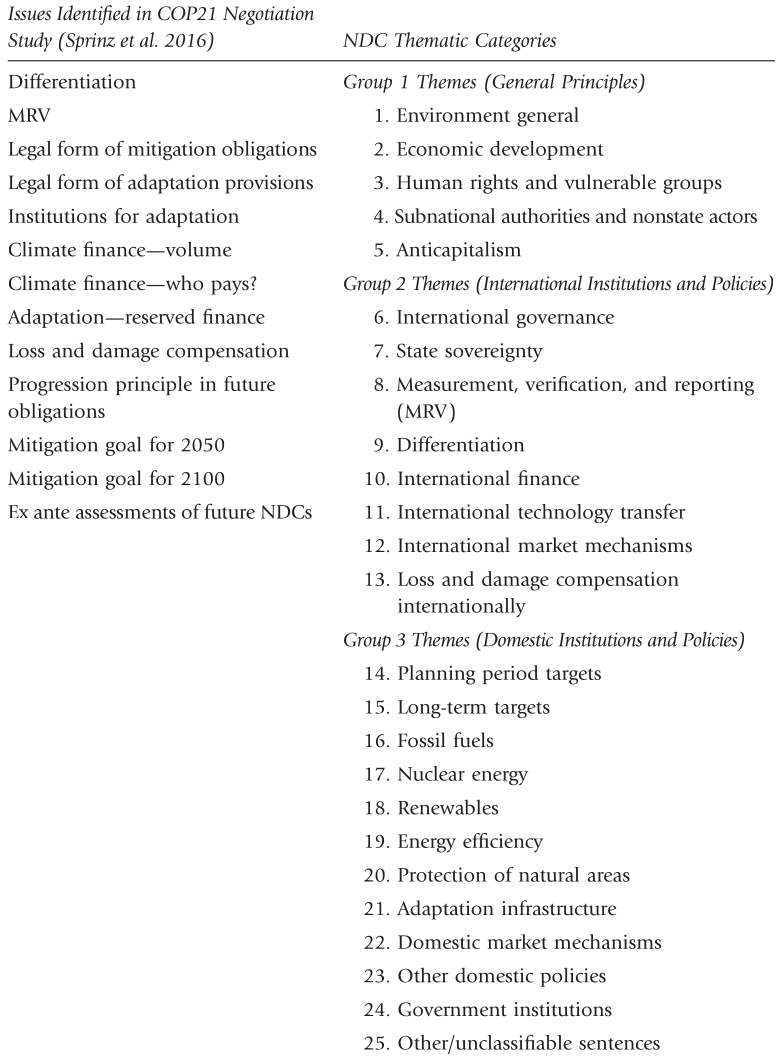 Issues Identified in COP21 Negotiation
Study (Sprinz et al. 2016)
NDC Thematic Categories
Differentiation
MRV
Legal form of mitigation obligations
Legal form of adaptation provisions
Institutions for adaptation
Climate finance—volume
Climate finance—who pays?
Adaptation—reserved finance
Loss and damage compensation
Progression principle in future
obligations
Mitigation goal for 2050
Mitigation goal for 2100
Ex ante assessments of future NDCs
Group 1 Themes (General Principles)
1. Environment general
2. Economic development
3. Human rights and vulnerable groups
4. Subnational authorities and nonstate actors
5. Anticapitalism
Group 2 Themes (International Institutions and Policies)
6. International governance
7. State sovereignty
8. Measurement, verification, and reporting
(MRV)
9. Differentiation
10. International finance
11. International technology transfer
12. International market mechanisms
13. Loss and damage compensation
internationally
Group 3 Themes (Domestic Institutions and Policies)
14. Planning period targets
15. Long-term targets
16. Fossil fuels
17. Nuclear energy
18. Renewables
19. Energy efficiency
20. Protection of natural areas
21. Adaptation infrastructure
22. Domestic market mechanisms
23. Other domestic policies
24. Government institutions
25. Other/unclassifiable sentences